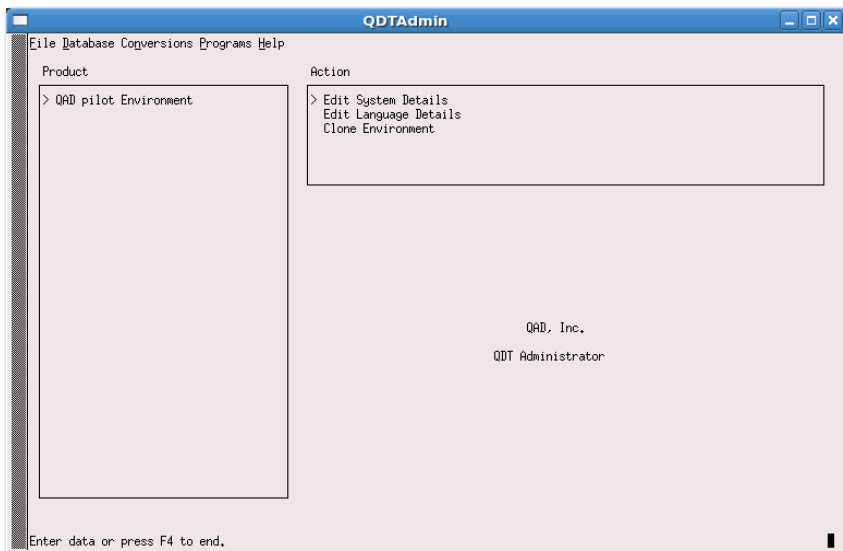 QDTAdmin
File Database Conversions Programs Help
Product
> QAD pilot Environment
Action
> Edit System Details
Edit Language Details
Clone Environment
QAD, Inc.
QDT Administrator
Enter data or press F4 to end.